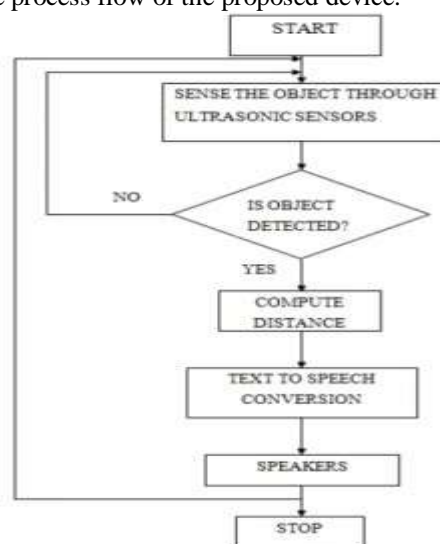 process flow of the proposed device.
START
SENSE THE OBJECT THROUGH
ULTRASONIC SENSORS
NO
IS OBJECT
DETECTED?
YES
COMPUTE
DISTANCE
TEXT TO SPEECH
CONVERSION
SPEAKERS
STOP